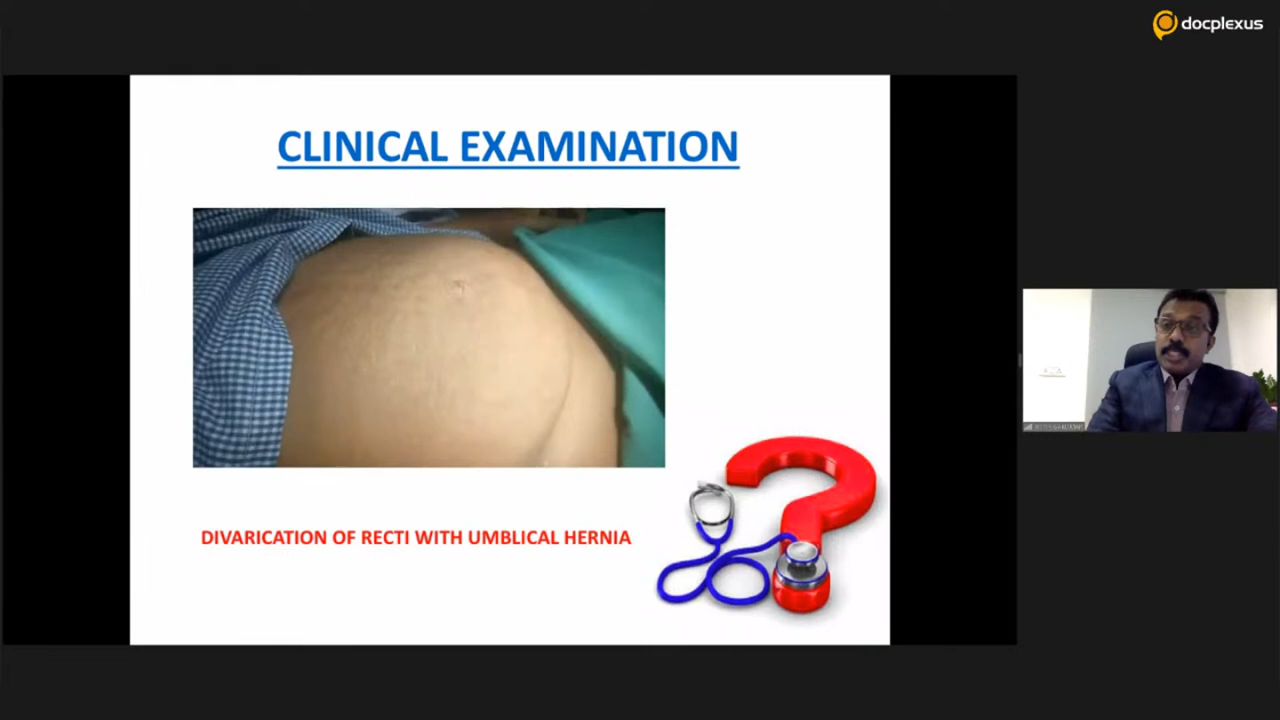 docplexus
CLINICAL EXAMINATION
DIVARICATION OF RECTI WITH UMBLICAL HERNIA